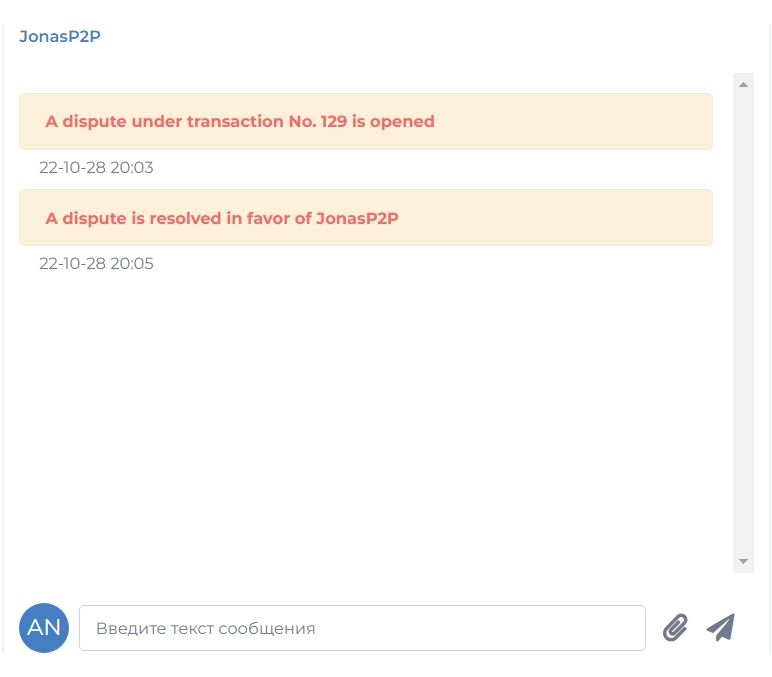 JonasP2P
A dispute under transaction No. 129 is opened
22-10-28 20:03
A dispute is resolved in favor of JonasP2P
22-10-28 20:05
AN
Введите текст сообщения